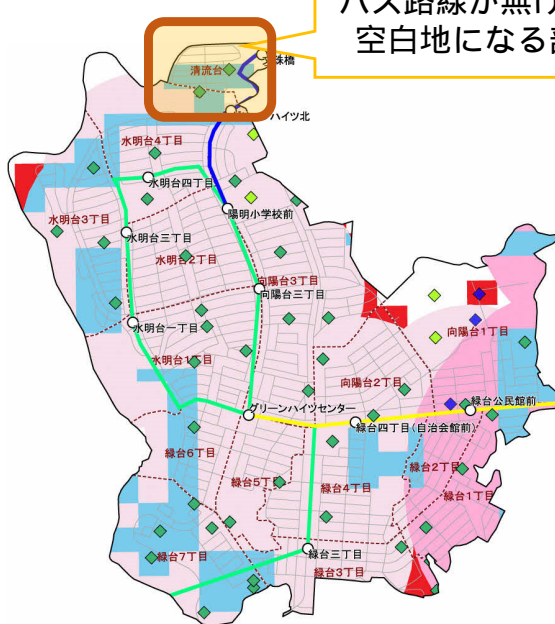 バス路線が無け
空白地になる部
清流台
珠橋
ハイツ北
水明台4丁目
水明台四丁目
陽明小学校前
水明台3丁目
水明台三丁目
水明台2丁目
向陽台3丁目
向陽台三丁目
水明台一丁目
向陽台1丁目
水明台1丁目
向陽台2丁目
グリーンハイツセンター
緑台公民館前
緑台四丁目(自治会館前)
緑台6丁目
緑台2丁目
緑台5丁目
緑台4丁目
緑台1丁目
緑台三丁目
緑台7丁目
緑台3丁目